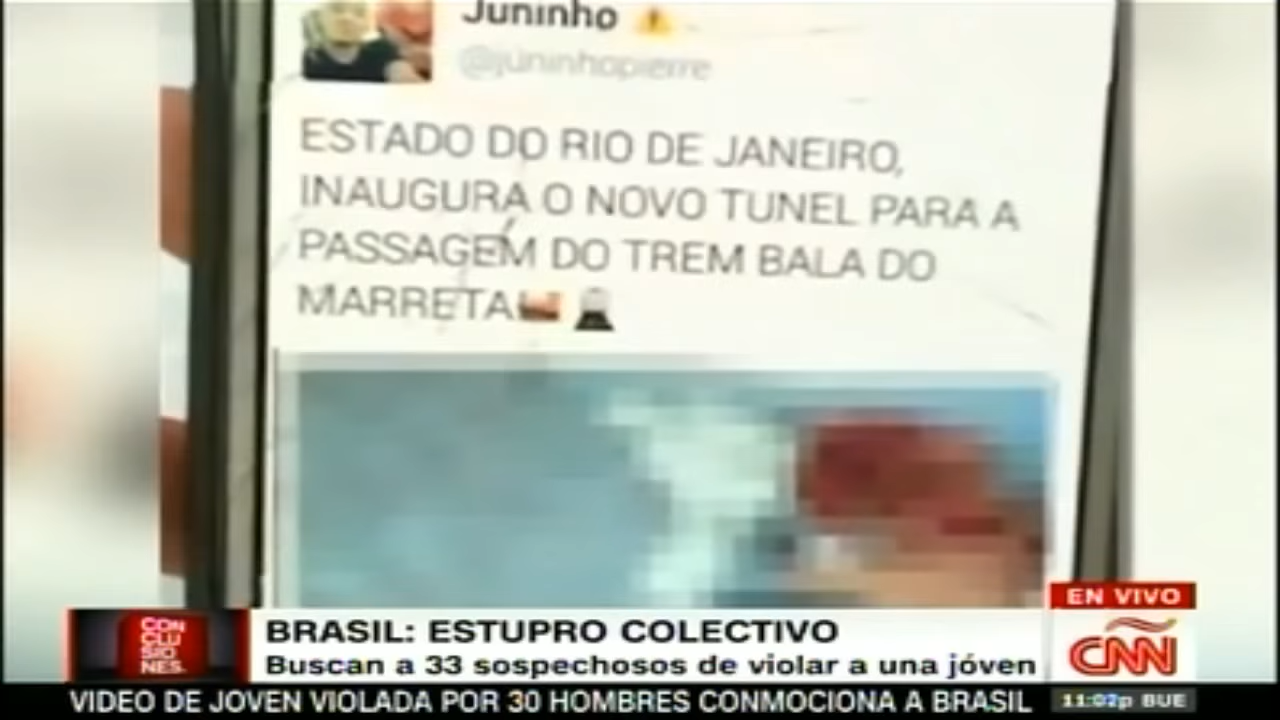 Juninho
@juninhopierre
ESTADO DO RIO DE JANEIRO,
INAUGURA O NOVO TUNEL PARA A
PASSAGEM DO TREM BALA DO
MARRETA
EN VIVO
CON
CLU
SIO
NES.
BRASIL: ESTUPRO COLECTIVO
Buscan a 33 sospechosos de violar a una jóven
CNN
VIDEO DE JOVEN VIOLADA POR 30 HOMBRES CONMOCIONA A BRASIL
11:02p BUE